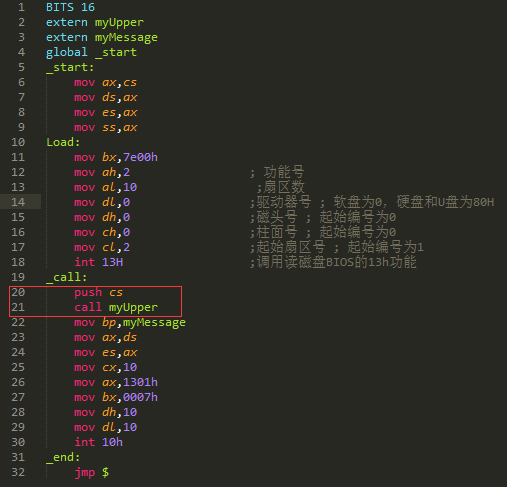 1 BITS 16
2 extern myUpper
3 extern myMessage
4 global _start
5 _start:
6 mov ax,cs
7 mov ds,ax
8 mov es,ax
9 mov ss,ax
10 Load:
11 mov bx,7e00h
12 mov ah,2 ; 功能号
13 mov al,10 ;扇区数
14 mov dl,0 ;驱动器号 ; 软盘为0，硬盘和U盘为80H
15 mov dh,0 ;磁头号 ; 起始编号为0
16 mov ch,0 ;柱面号 ; 起始编号为0
17 mov cl,2 ;起始扇区号 ; 起始编号为1
18 int 13H ;调用读磁盘BIOS的13h功能
19 _call:
20 push cs
21 call myUpper
22 mov bp,myMessage
23 mov ax,ds
24 mov es,ax
25 mov cx,10
26 mov ax,1301h
27 mov bx,0007h
28 mov dh,10
29 mov dl,10
30 int 10h
31 _end:
32 jmp $